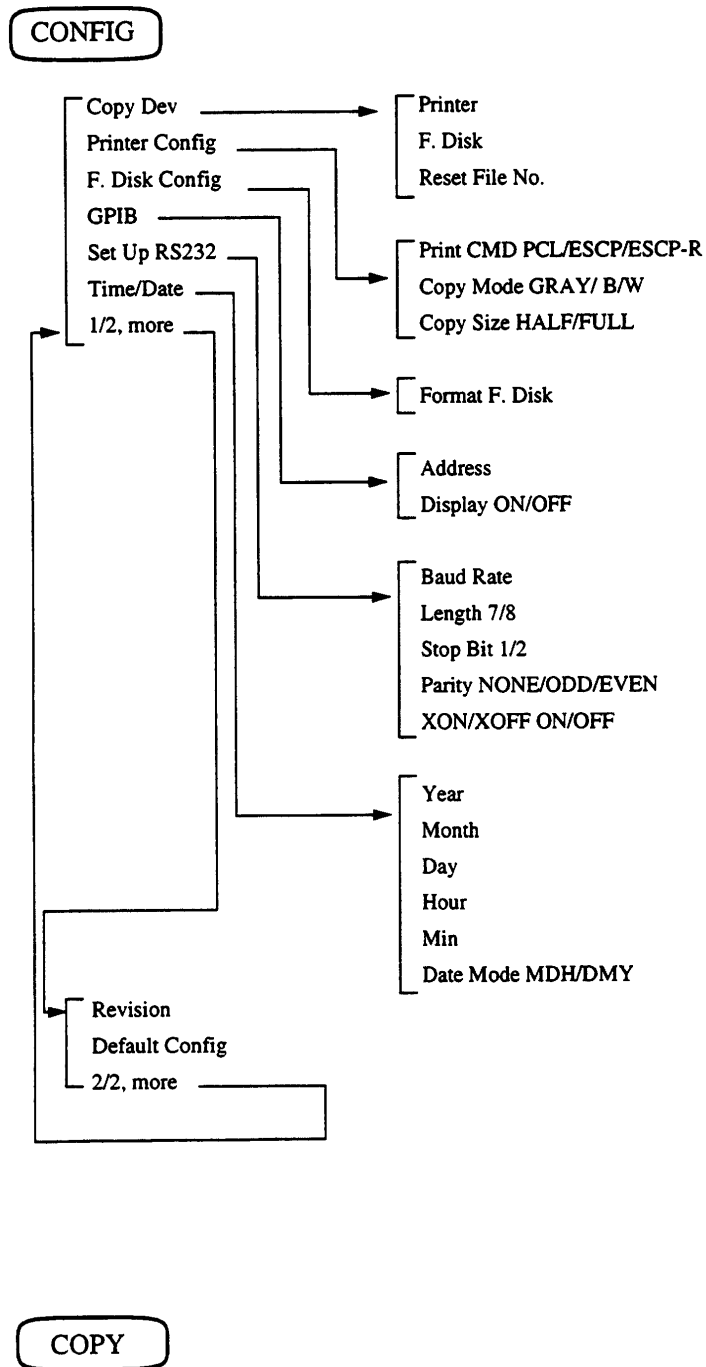 CONFIG
Copy Dev
Printer Config
F. Disk Config
GPIB
Set Up RS232
Time/Date
1/2, more
Printer
F. Disk
Reset File No.
Print CMD PCL/ESCP/ESCP-R
Copy Mode GRAY/ B/W
Copy Size HALF/FULL
Format F. Disk
Address
Display ON/OFF
Baud Rate
Length 7/8
Stop Bit 1/2
Parity NONE/ODD/EVEN
XON/XOFF ON/OFF
Year
Month
Day
Hour
Min
Date Mode MDH/DMY
Revision
Default Config
2/2, more
COPY